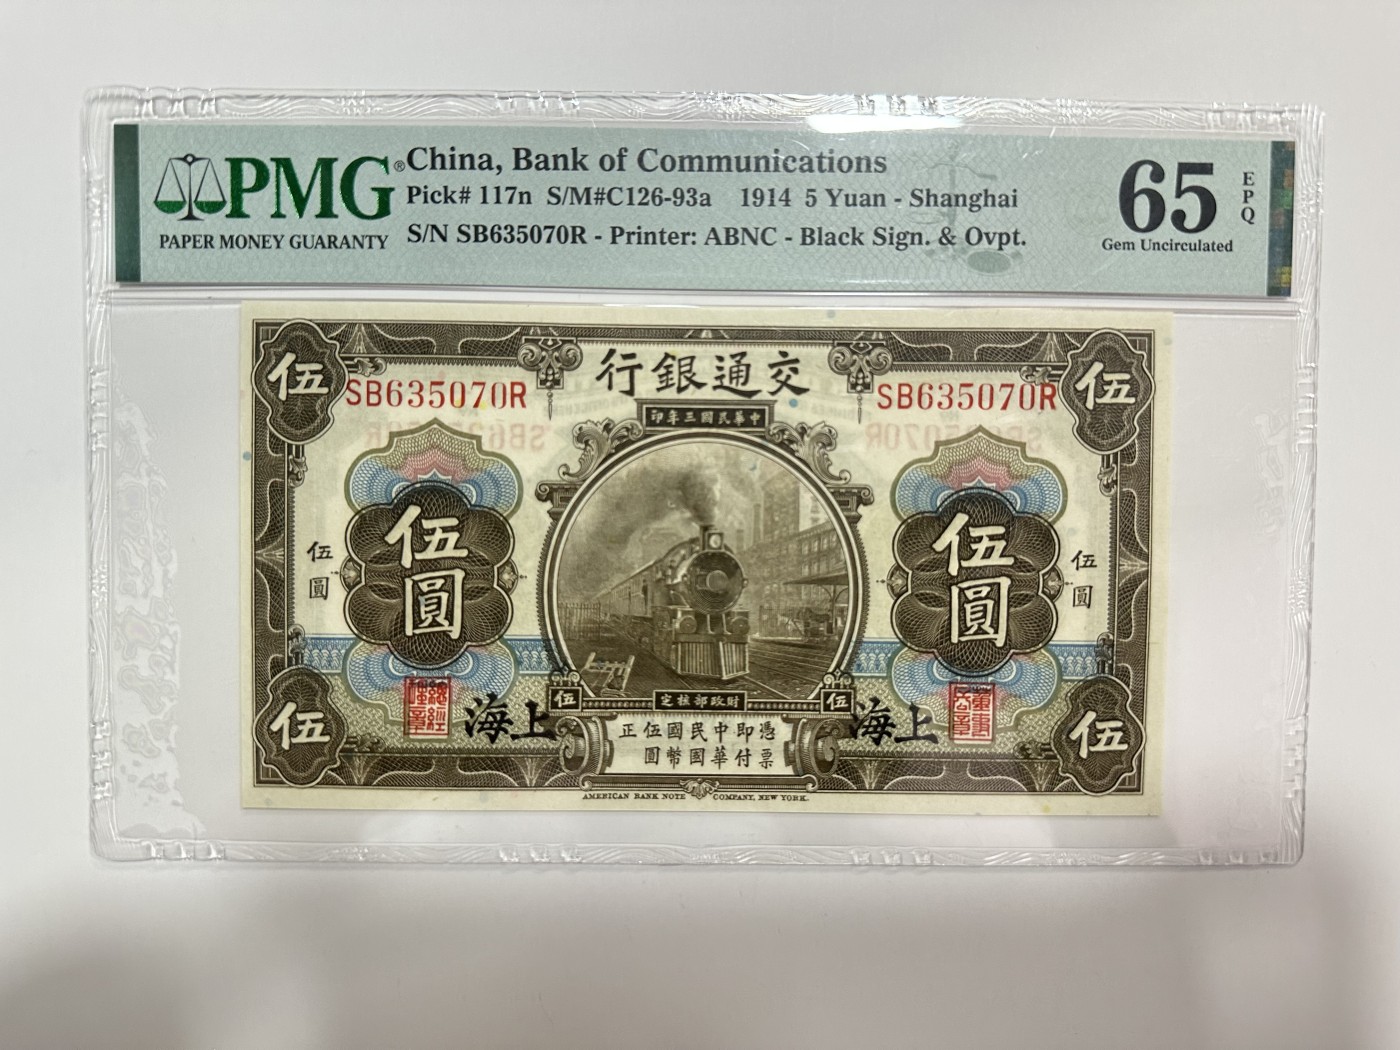 PMG®
PAPER MONEY GUARANTY
China, Bank of Communications
Pick# 117n S/M#C126-93a 1914 5 Yuan - Shanghai
S/N SB635070R - Printer: ABNC - Black Sign. & Ovpt.
65
EPQ
Gem Uncirculated
伍
行銀通交
伍
SB635070R
SB635070R
印年三國民華中
伍圓
伍圓
伍圓
伍圓
海上
海上
伍
定核部政財
伍
伍
正伍國民中即憑
圓幣國華付票
伍
AMERICAN BANK NOTE COMPANY, NEW YORK.